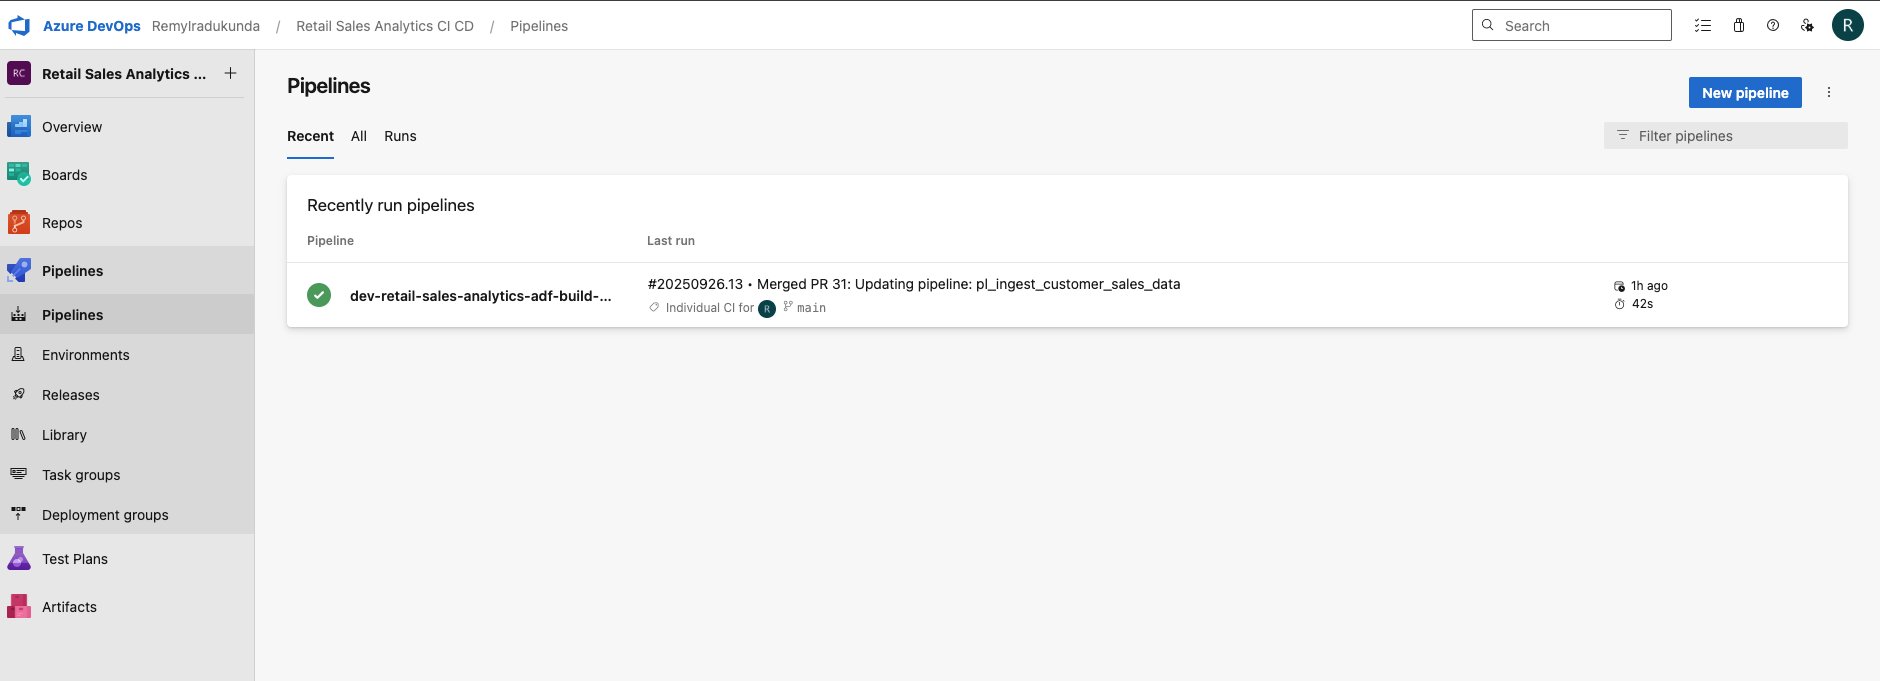 Azure DevOps RemyIradukunda / Retail Sales Analytics CI CD / Pipelines
Search
R
RC Retail Sales Analytics ... +
Overview
Boards
Repos
Pipelines
Pipelines
Environments
Releases
Library
Task groups
Deployment groups
Test Plans
Artifacts
Pipelines
New pipeline
Recent All Runs
Filter pipelines
Recently run pipelines
Pipeline Last run
dev-retail-sales-analytics-adf-build-...
#20250926.13 • Merged PR 31: Updating pipeline: pl_ingest_customer_sales_data
Individual CI for R main
1h ago
42s